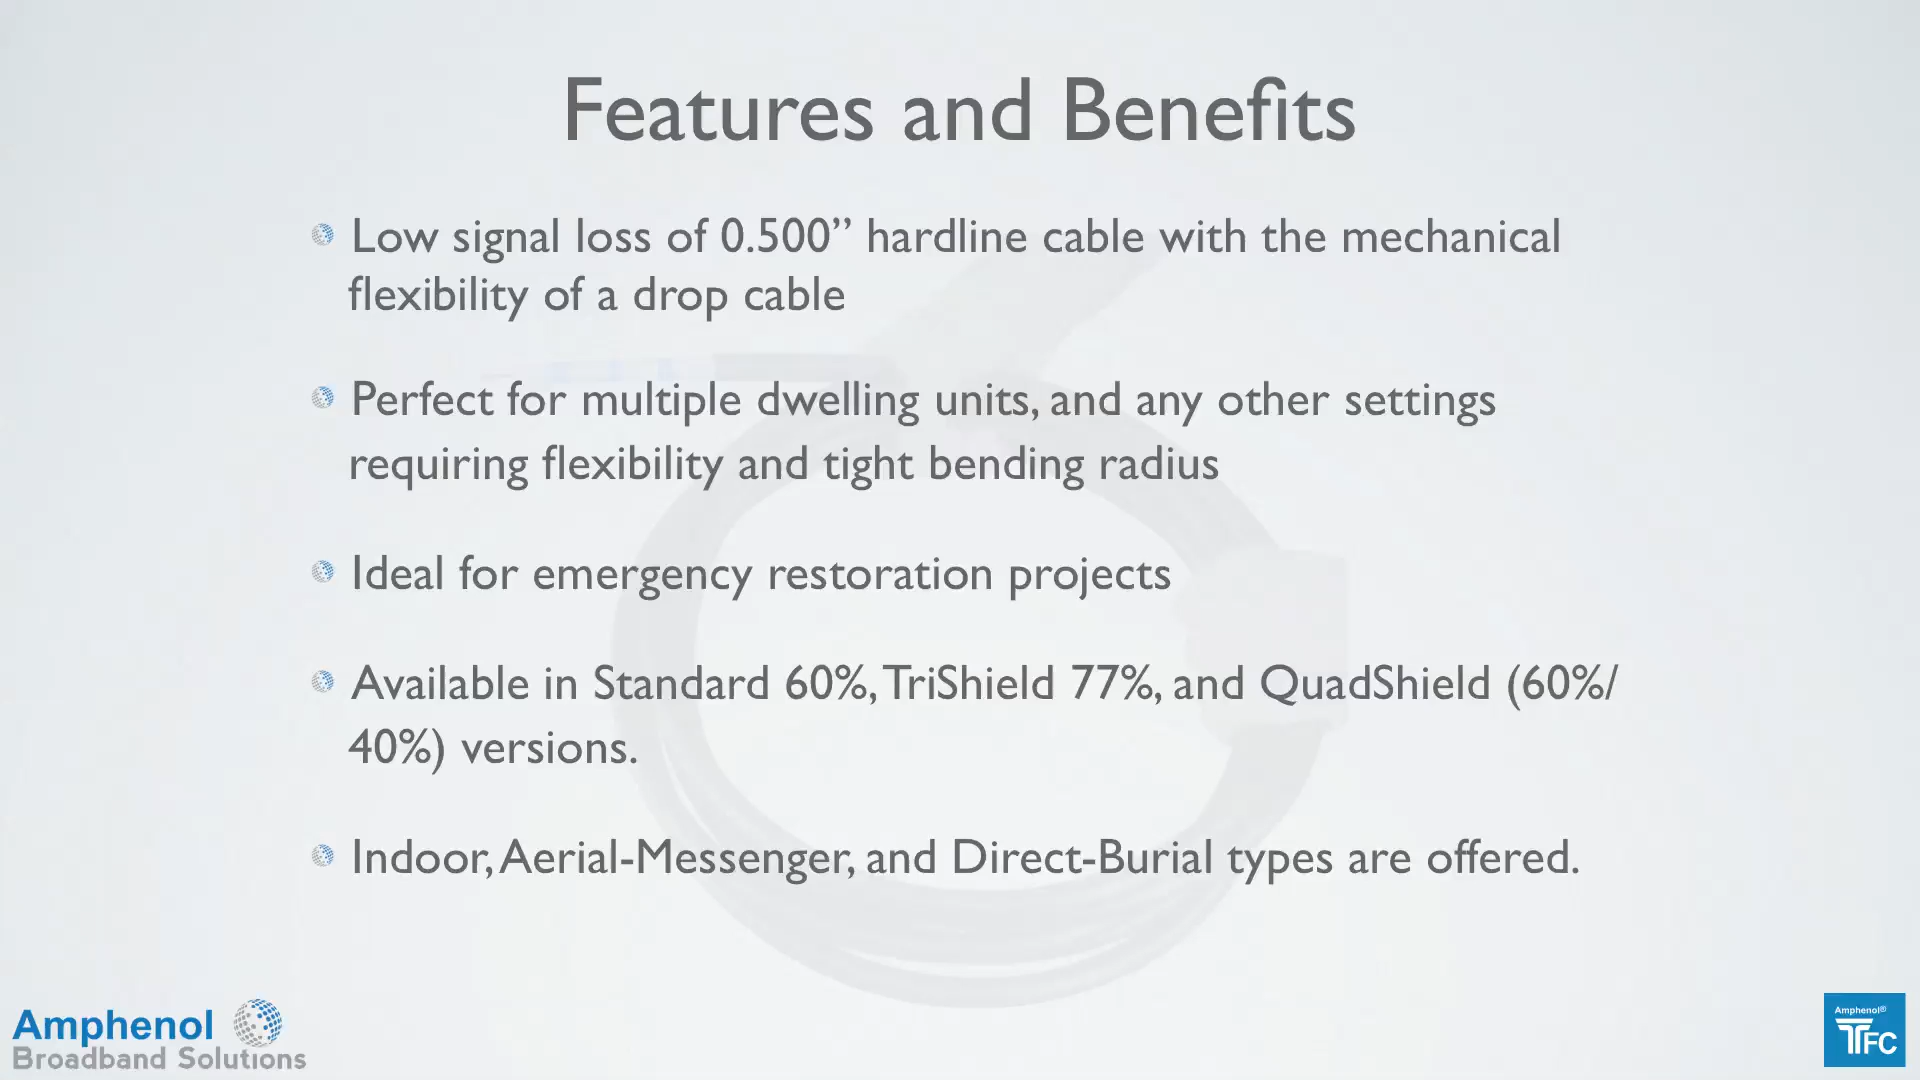 Features and Benefits
Low signal loss of 0.500” hardline cable with the mechanical
flexibility of a drop cable
Perfect for multiple dwelling units, and any other settings
requiring flexibility and tight bending radius
Ideal for emergency restoration projects
Available in Standard 60%, TriShield 77%, and QuadShield (60%/
40%) versions.
Indoor, Aerial-Messenger, and Direct-Burial types are offered.
Amphenol
Broadband Solutions
Amphenol®
TFC